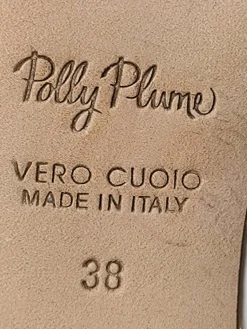 Polly Plume
VERO CUOIO
MADE IN ITALY
38